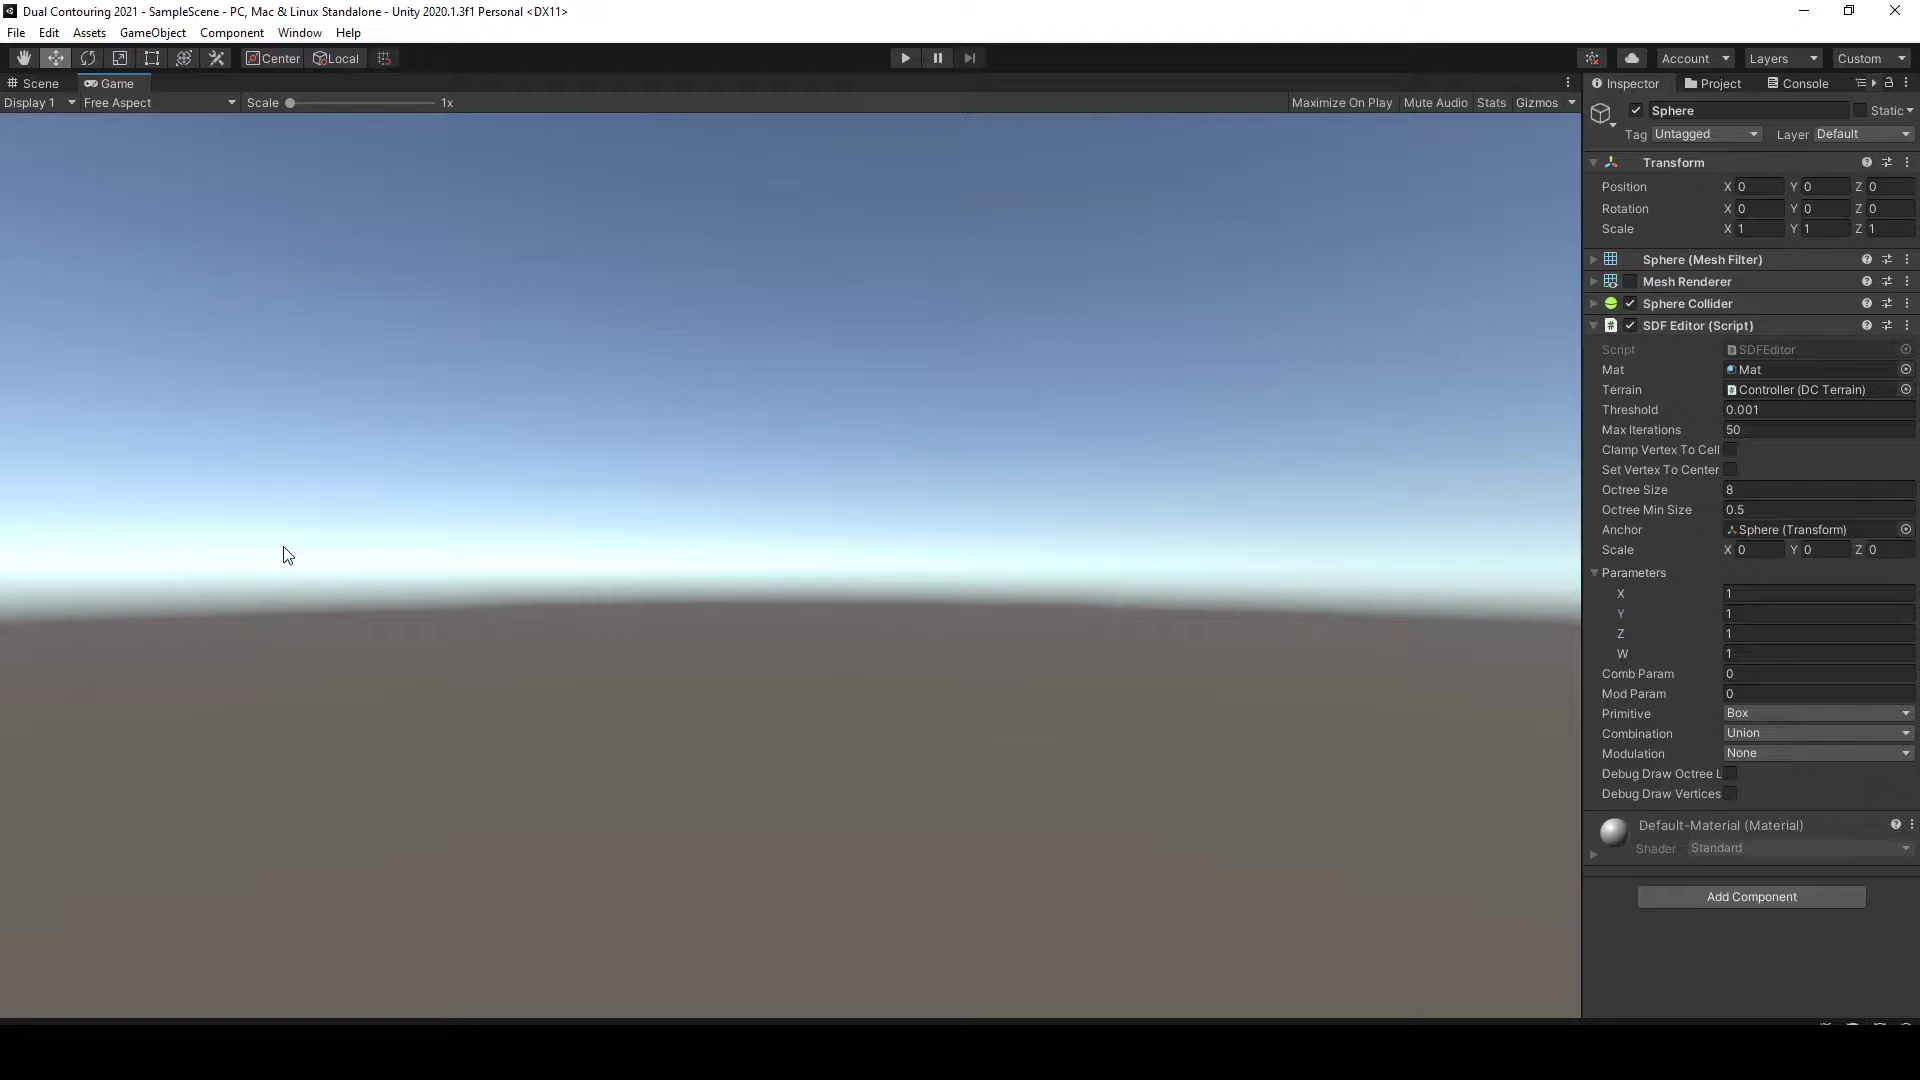 Dual Contouring 2021 - SampleScene - PC, Mac & Linux Standalone - Unity 2020.1.3f1 Personal <DX11>
File Edit Assets GameObject Component Window Help
Center Local Account Layers Custom
Scene Game Inspector Project Console
Display 1 Free Aspect Scale 1x Maximize On Play Mute Audio Stats Gizmos
Sphere Static
Tag Untagged Layer Default
Transform
Position X 0 Y 0 Z 0
Rotation X 0 Y 0 Z 0
Scale X 1 Y 1 Z 1
Sphere (Mesh Filter)
Mesh Renderer
Sphere Collider
# SDF Editor (Script)
Script SDFEditor
Mat Mat
Terrain Controller (DC Terrain)
Threshold 0.001
Max Iterations 50
Clamp Vertex To Cell
Set Vertex To Center
Octree Size 8
Octree Min Size 0.5
Anchor Sphere (Transform)
Scale X 0 Y 0 Z 0
Parameters
X 1
Y 1
Z 1
W 1
Comb Param 0
Mod Param 0
Primitive Box
Combination Union
Modulation None
Debug Draw Octree L
Debug Draw Vertices
Default-Material (Material)
Shader Standard
Add Component